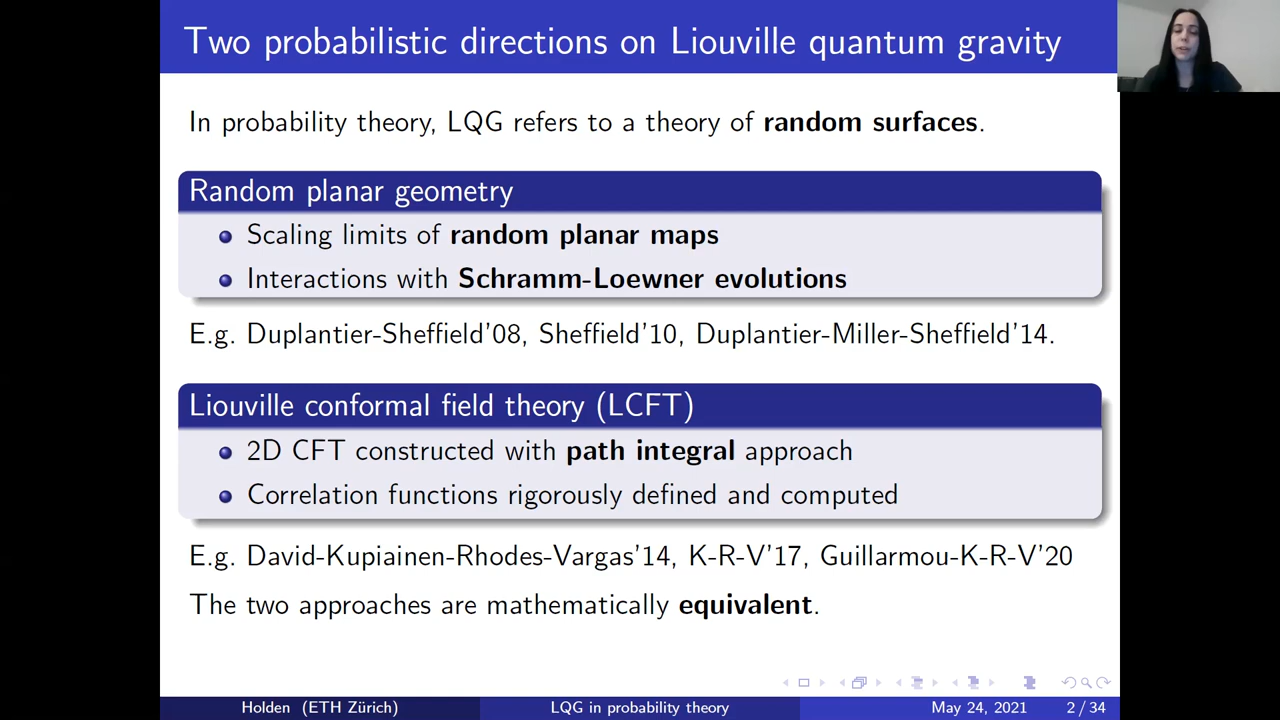 Two probabilistic directions on Liouville quantum gravity
In probability theory, LQG refers to a theory of random surfaces.
Random planar geometry
Scaling limits of random planar maps
Interactions with Schramm-Loewner evolutions
E.g. Duplantier-Sheffield'08, Sheffield'10, Duplantier-Miller-Sheffield'14.
Liouville conformal field theory (LCFT)
2D CFT constructed with path integral approach
Correlation functions rigorously defined and computed
E.g. David-Kupiainen-Rhodes-Vargas'14, K-R-V'17, Guillarmou-K-R-V'20
The two approaches are mathematically equivalent.
Holden (ETH Zürich) LQG in probability theory May 24, 2021 2 / 34